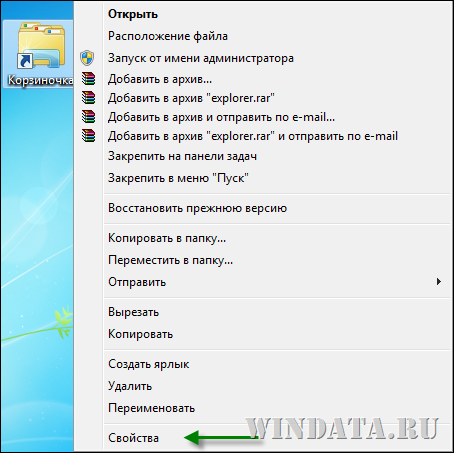 Корзиночка
Открыть
Расположение файла
Запуск от имени администратора
Добавить в архив...
Добавить в архив "explorer.rar"
Добавить в архив и отправить по e-mail...
Добавить в архив "explorer.rar" и отправить по e-mail
Закрепить на панели задач
Закрепить в меню "Пуск"
Восстановить прежнюю версию
Копировать в папку...
Переместить в папку...
Отправить
Вырезать
Копировать
Создать ярлык
Удалить
Переименовать
Свойства
WINDATA.RU